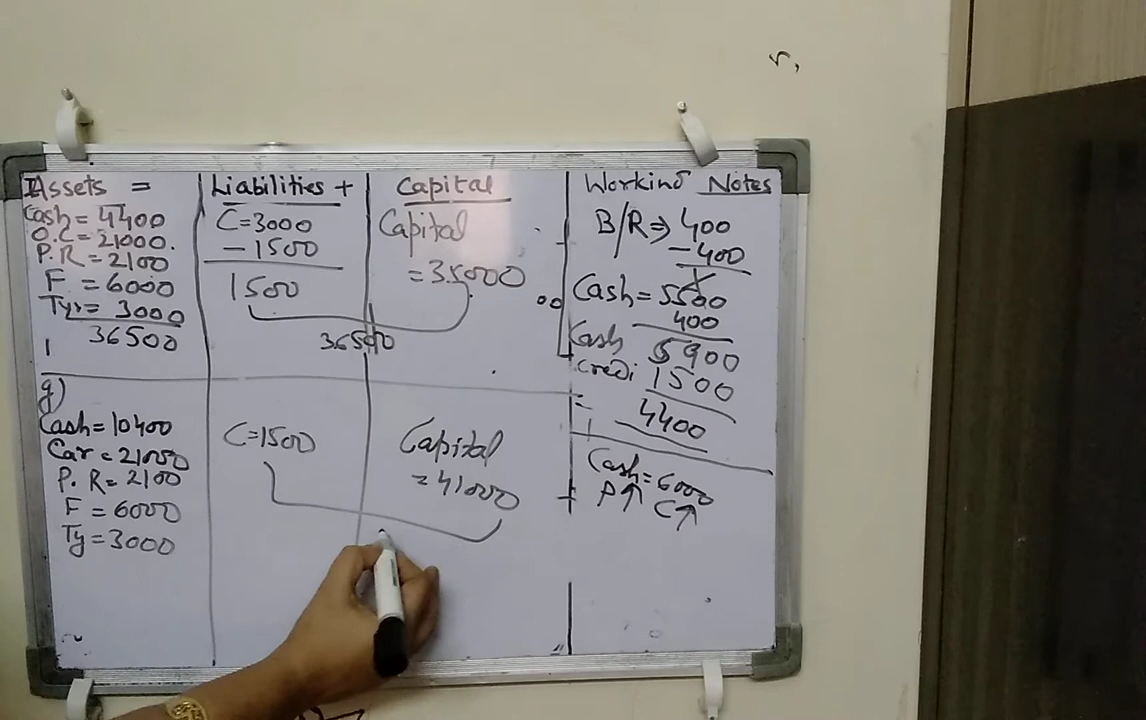 Assets =
Cash = 4400
O.C = 21000.
P.R = 2100
F = 6000
Tyr = 3000
36500
Liabilities +
C = 3000
- 1500
1500
Capital
Capital
= 35000
36500
Workind Notes
B/R ⇒ 400
- 400
Cash = 5500
400
Cash 5900
Credi 1500
4400
g)
Cash = 10400
Car = 21000
P. R = 2100
F = 6000
Ty = 3000
C = 1500
Capital
= 41000
Cash = 6000
P↑ C↑